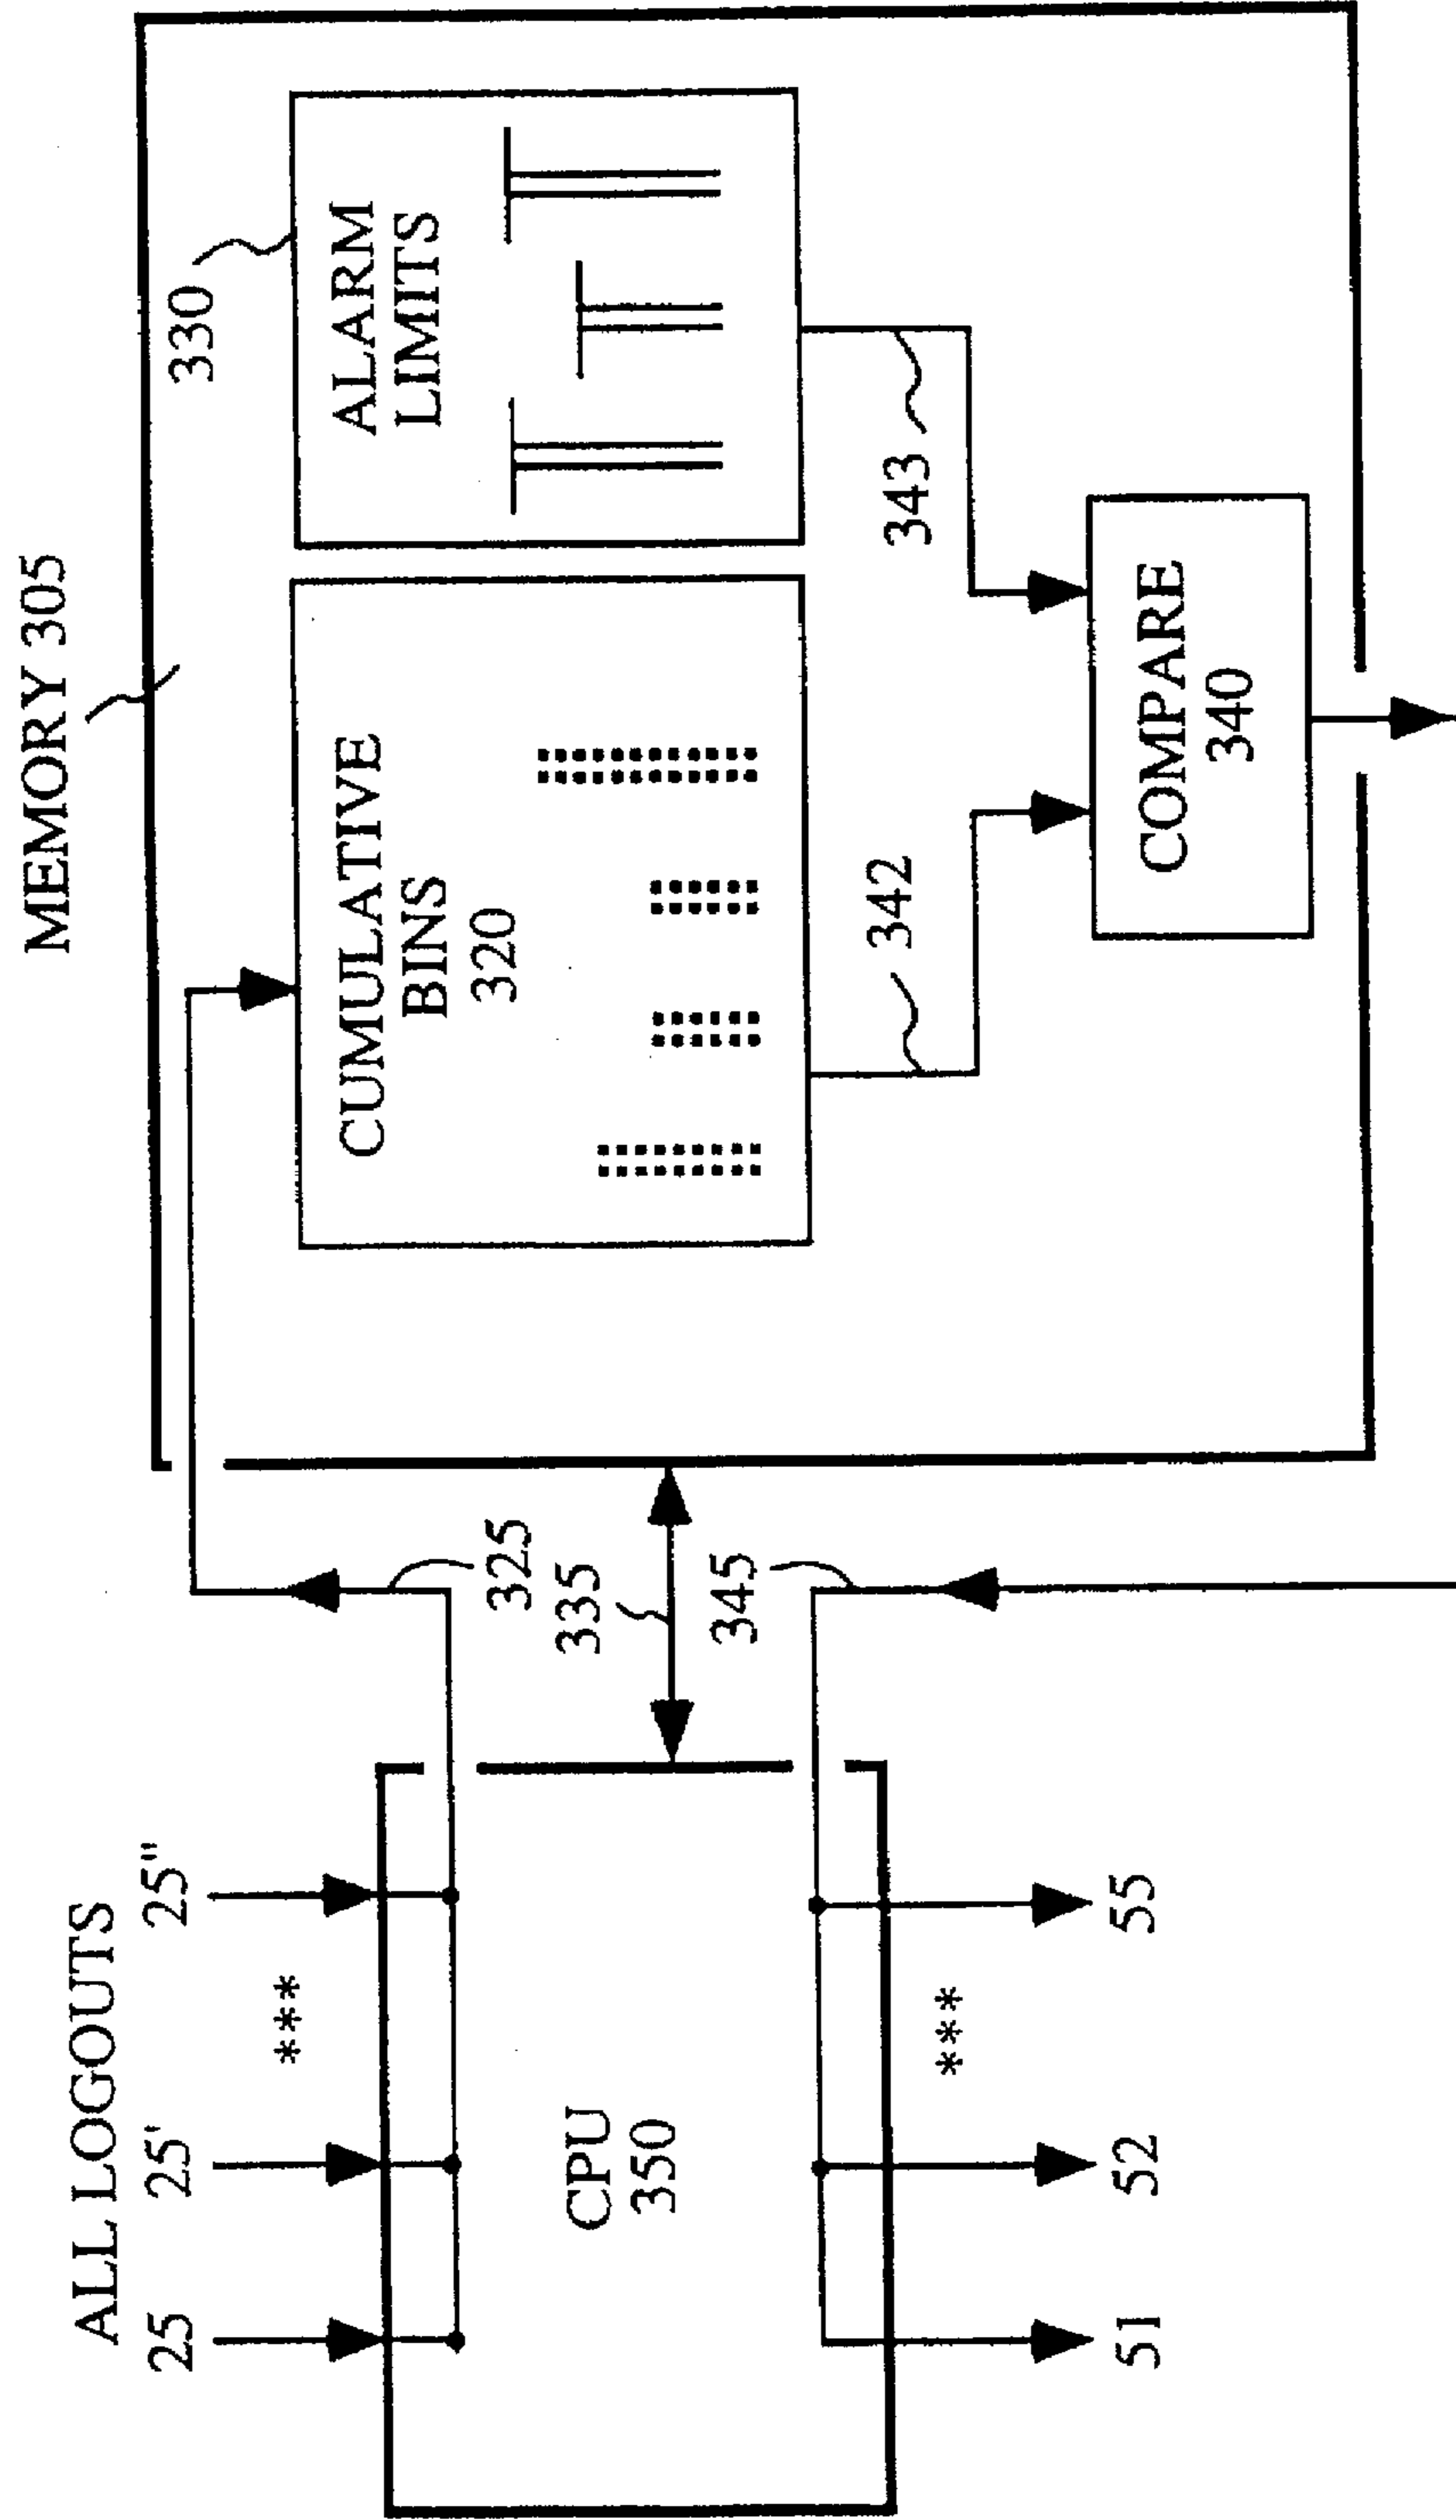 MEMORY 305
330
ALARM
LIMITS
CUMULATIVE
BINS
320
343
342
COMPARE
340
325
335
345
ALL LOGOUTS
25 25' 25"
***
CPU
350
***
51 52 55